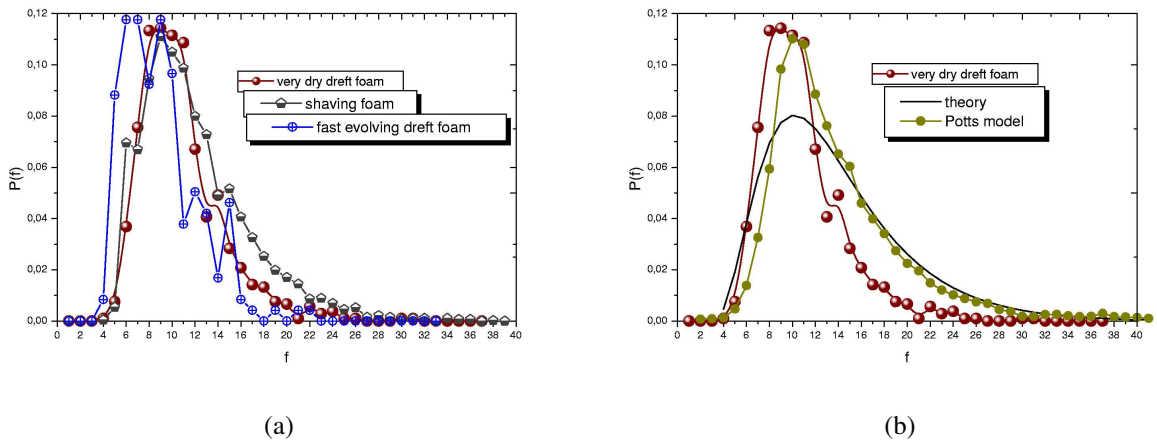 0,12
0,10
0,08
0,06
0,04
0,02
0,00
P(f)
very dry dreft foam
shaving foam
fast evolving dreft foam
0 2 4 6 8 10 12 14 16 18 20 22 24 26 28 30 32 34 36 38 40
f
(a)
0,12
0,10
0,08
0,06
0,04
0,02
0,00
P(f)
very dry dreft foam
theory
Potts model
0 2 4 6 8 10 12 14 16 18 20 22 24 26 28 30 32 34 36 38 40
f
(b)